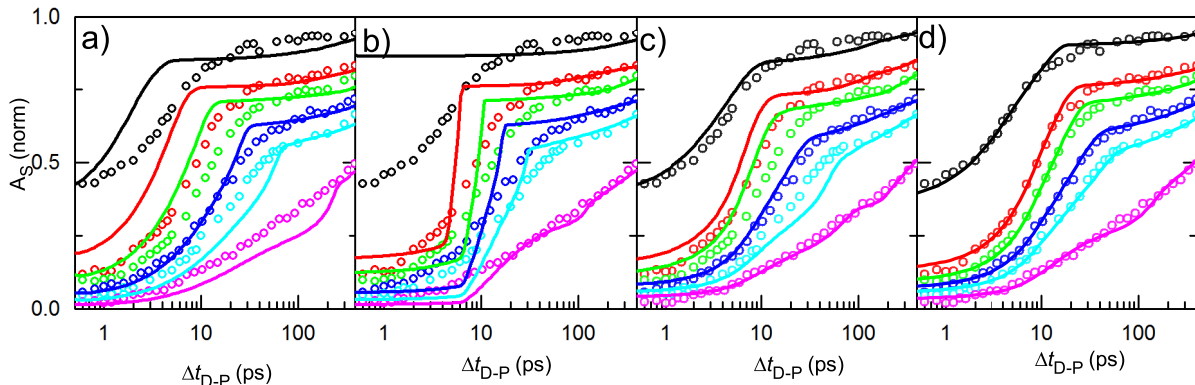 1.0
a) b) c) d)
A_S (norm)
0.5
0.0
1 10 100 1 10 100 1 10 100 1 10 100
Δt_D-P (ps) Δt_D-P (ps) Δt_D-P (ps) Δt_D-P (ps)